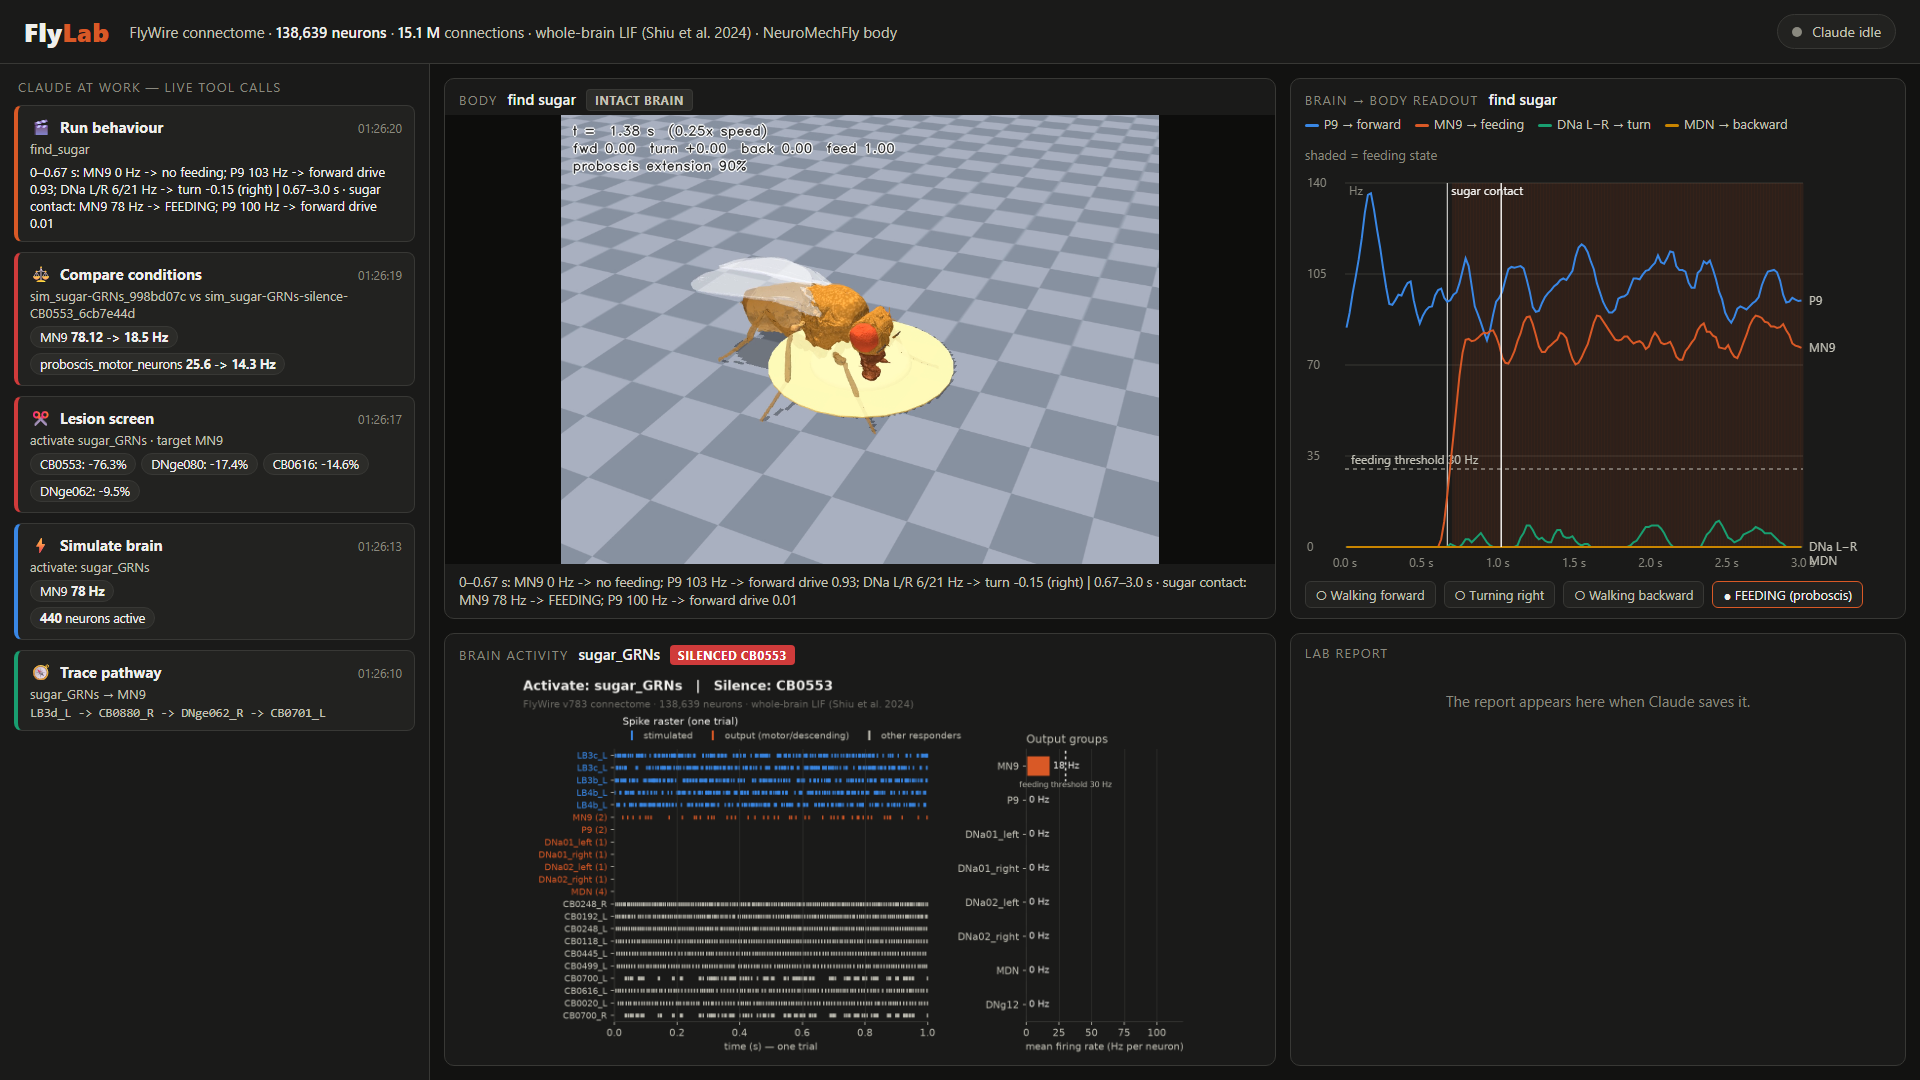 FlyLab
FlyWire connectome · 138,639 neurons · 15.1 M connections · whole-brain LIF (Shiu et al. 2024) · NeuroMechFly body
Claude idle
CLAUDE AT WORK — LIVE TOOL CALLS
Run behaviour 01:26:20
find_sugar
0–0.67 s: MN9 0 Hz -> no feeding; P9 103 Hz -> forward drive
0.93; DNa L/R 6/21 Hz -> turn -0.15 (right) | 0.67–3.0 s · sugar
contact: MN9 78 Hz -> FEEDING; P9 100 Hz -> forward drive
0.01
Compare conditions 01:26:19
sim_sugar-GRNs_998bd07c vs sim_sugar-GRNs-silence-
CB0553_6cb7e44d
MN9 78.12 -> 18.5 Hz
proboscis_motor_neurons 25.6 -> 14.3 Hz
Lesion screen 01:26:17
activate sugar_GRNs · target MN9
CB0553: -76.3% DNge080: -17.4% CB0616: -14.6%
DNge062: -9.5%
Simulate brain 01:26:13
activate: sugar_GRNs
MN9 78 Hz
440 neurons active
Trace pathway 01:26:10
sugar_GRNs → MN9
LB3d_L -> CB0880_R -> DNge062_R -> CB0701_L
BODY find sugar INTACT BRAIN
t = 1.38 s (0.25x speed)
fwd 0.00 turn +0.00 back 0.00 feed 1.00
proboscis extension 90%
0–0.67 s: MN9 0 Hz -> no feeding; P9 103 Hz -> forward drive 0.93; DNa L/R 6/21 Hz -> turn -0.15 (right) | 0.67–3.0 s · sugar contact:
MN9 78 Hz -> FEEDING; P9 100 Hz -> forward drive 0.01
BRAIN → BODY READOUT find sugar
P9 → forward MN9 → feeding DNa L−R → turn MDN → backward
shaded = feeding state
140
Hz
sugar contact
105
P9
MN9
70
35
feeding threshold 30 Hz
0
DNa L−R
MDN
0.0 s 0.5 s 1.0 s 1.5 s 2.0 s 2.5 s 3.0
Walking forward Turning right Walking backward FEEDING (proboscis)
BRAIN ACTIVITY sugar_GRNs SILENCED CB0553
Activate: sugar_GRNs | Silence: CB0553
FlyWire v783 connectome · 138,639 neurons · whole-brain LIF (Shiu et al. 2024)
Spike raster (one trial)
stimulated output (motor/descending) other responders
LB3c_L
LB3c_L
LB3b_L
LB4b_L
LB4b_L
MN9 (2)
P9 (2)
DNa01_left (1)
DNa01_right (1)
DNa02_left (1)
DNa02_right (1)
MDN (4)
CB0248_R
CB0192_L
CB0248_L
CB0118_L
CB0445_L
CB0499_L
CB0700_L
CB0616_L
CB0020_L
CB0700_R
0.0 0.2 0.4 0.6 0.8 1.0
time (s) — one trial
Output groups
MN9 18 Hz
feeding threshold 30 Hz
P9 0 Hz
DNa01_left 0 Hz
DNa01_right 0 Hz
DNa02_left 0 Hz
DNa02_right 0 Hz
MDN 0 Hz
DNg12 0 Hz
0 25 50 75 100
mean firing rate (Hz per neuron)
LAB REPORT
The report appears here when Claude saves it.